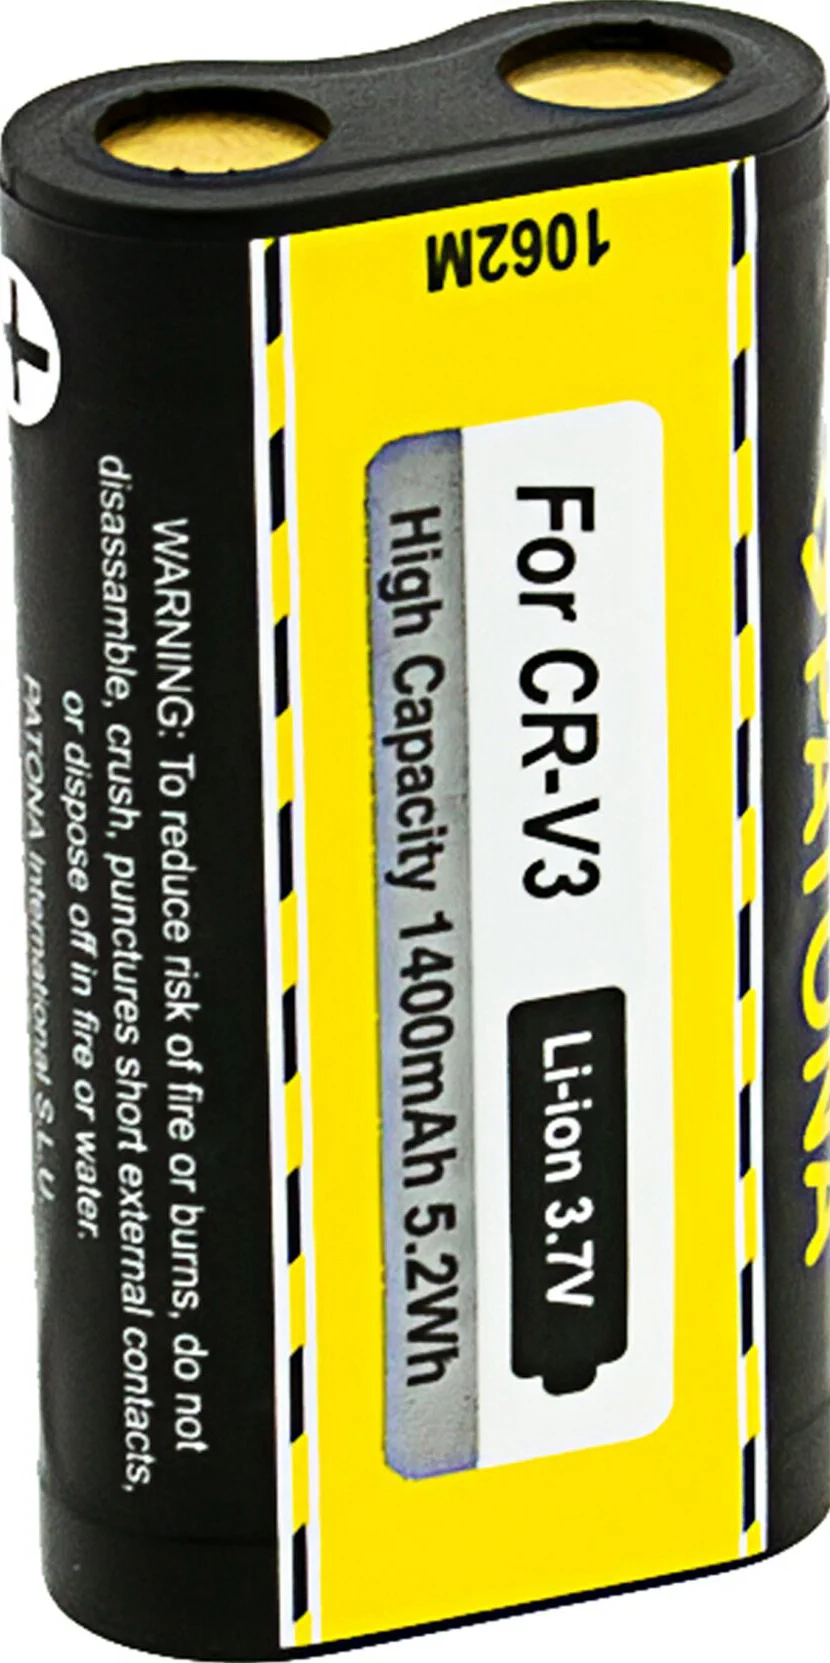 1062M
For CR-V3
Li-ion 3.7V
High Capacity 1400mAh 5.2Wh
WARNING: To reduce risk of fire or burns, do not
disassamble, crush, punctures short external contacts,
or dispose off in fire or water.
PATONA International S.L.U.
PATONA